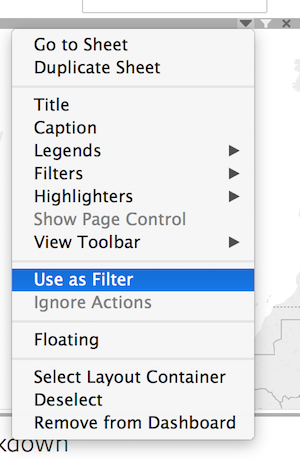 Go to Sheet
Duplicate Sheet
Title
Caption
Legends
Filters
Highlighters
Show Page Control
View Toolbar
Use as Filter
Ignore Actions
Floating
Select Layout Container
Deselect
Remove from Dashboard
kdown